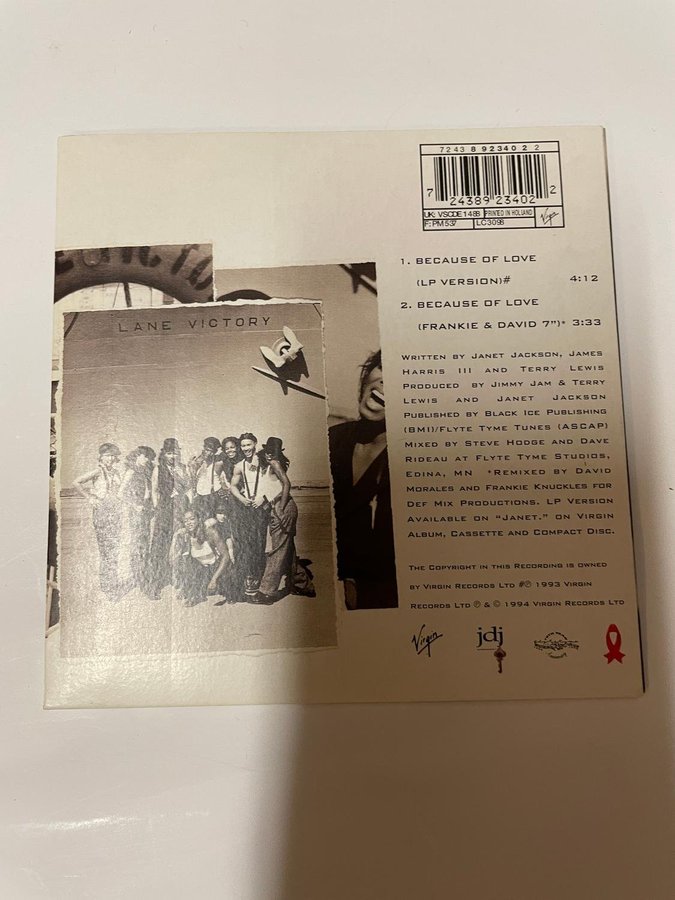 7243 8 92340 2 2
7 24389 23402 2
UK: VSCDE 1488 PRINTED IN HOLLAND Virgin
F: PM 537 LC 3098
1. BECAUSE OF LOVE
(LP VERSION)# 4:12
2. BECAUSE OF LOVE
(FRANKIE & DAVID 7")* 3:33
LANE VICTORY
WRITTEN BY JANET JACKSON, JAMES
HARRIS III AND TERRY LEWIS
PRODUCED BY JIMMY JAM & TERRY
LEWIS AND JANET JACKSON
PUBLISHED BY BLACK ICE PUBLISHING
(BMI)/FLYTE TYME TUNES (ASCAP)
MIXED BY STEVE HODGE AND DAVE
RIDEAU AT FLYTE TYME STUDIOS,
EDINA, MN *REMIXED BY DAVID
MORALES AND FRANKIE KNUCKLES FOR
DEF MIX PRODUCTIONS. LP VERSION
AVAILABLE ON "JANET." ON VIRGIN
ALBUM, CASSETTE AND COMPACT DISC.
THE COPYRIGHT IN THIS RECORDING IS OWNED
BY VIRGIN RECORDS LTD #℗ 1993 VIRGIN
RECORDS LTD ℗ & © 1994 VIRGIN RECORDS LTD
Virgin jdj